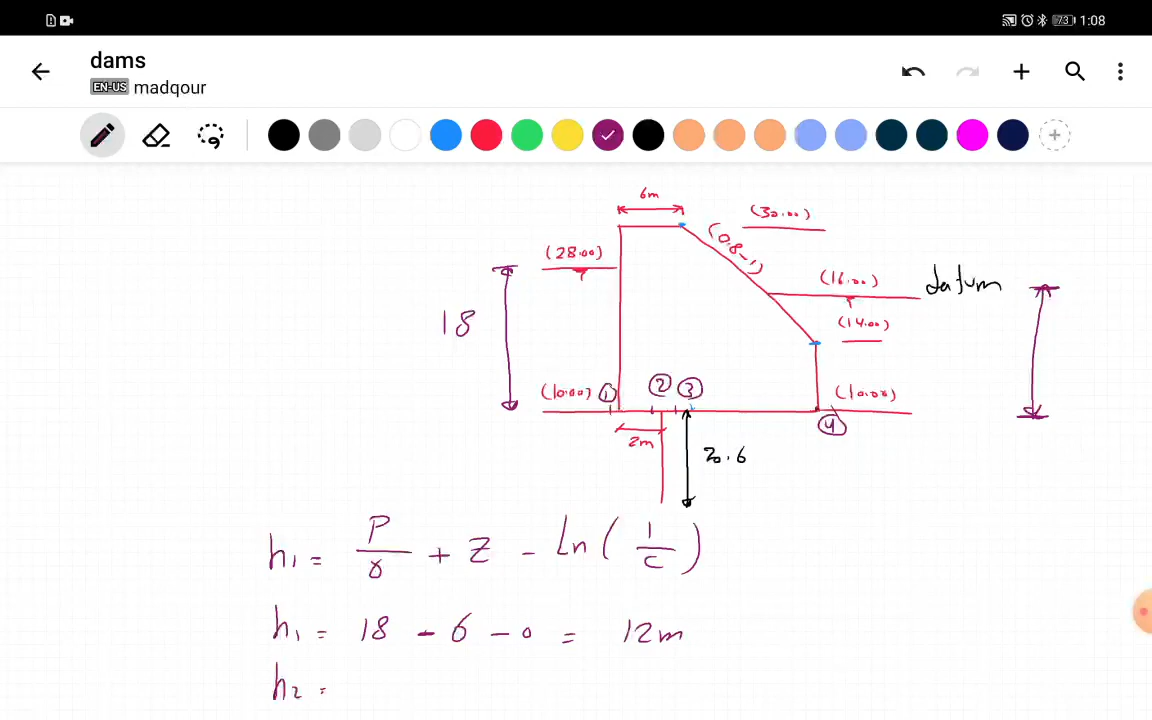 73 1:08
dams
EN-US madqour
6m
(30.00)
(0.8-1)
(28.00)
(16.00) datum
18
(14.00)
(10.00) 1 2 3 (10.00)
4
2m
20.6
h1 = P/γ + Z - Ln (1/C)
h1 = 18 - 6 - 0 = 12m
h2 =